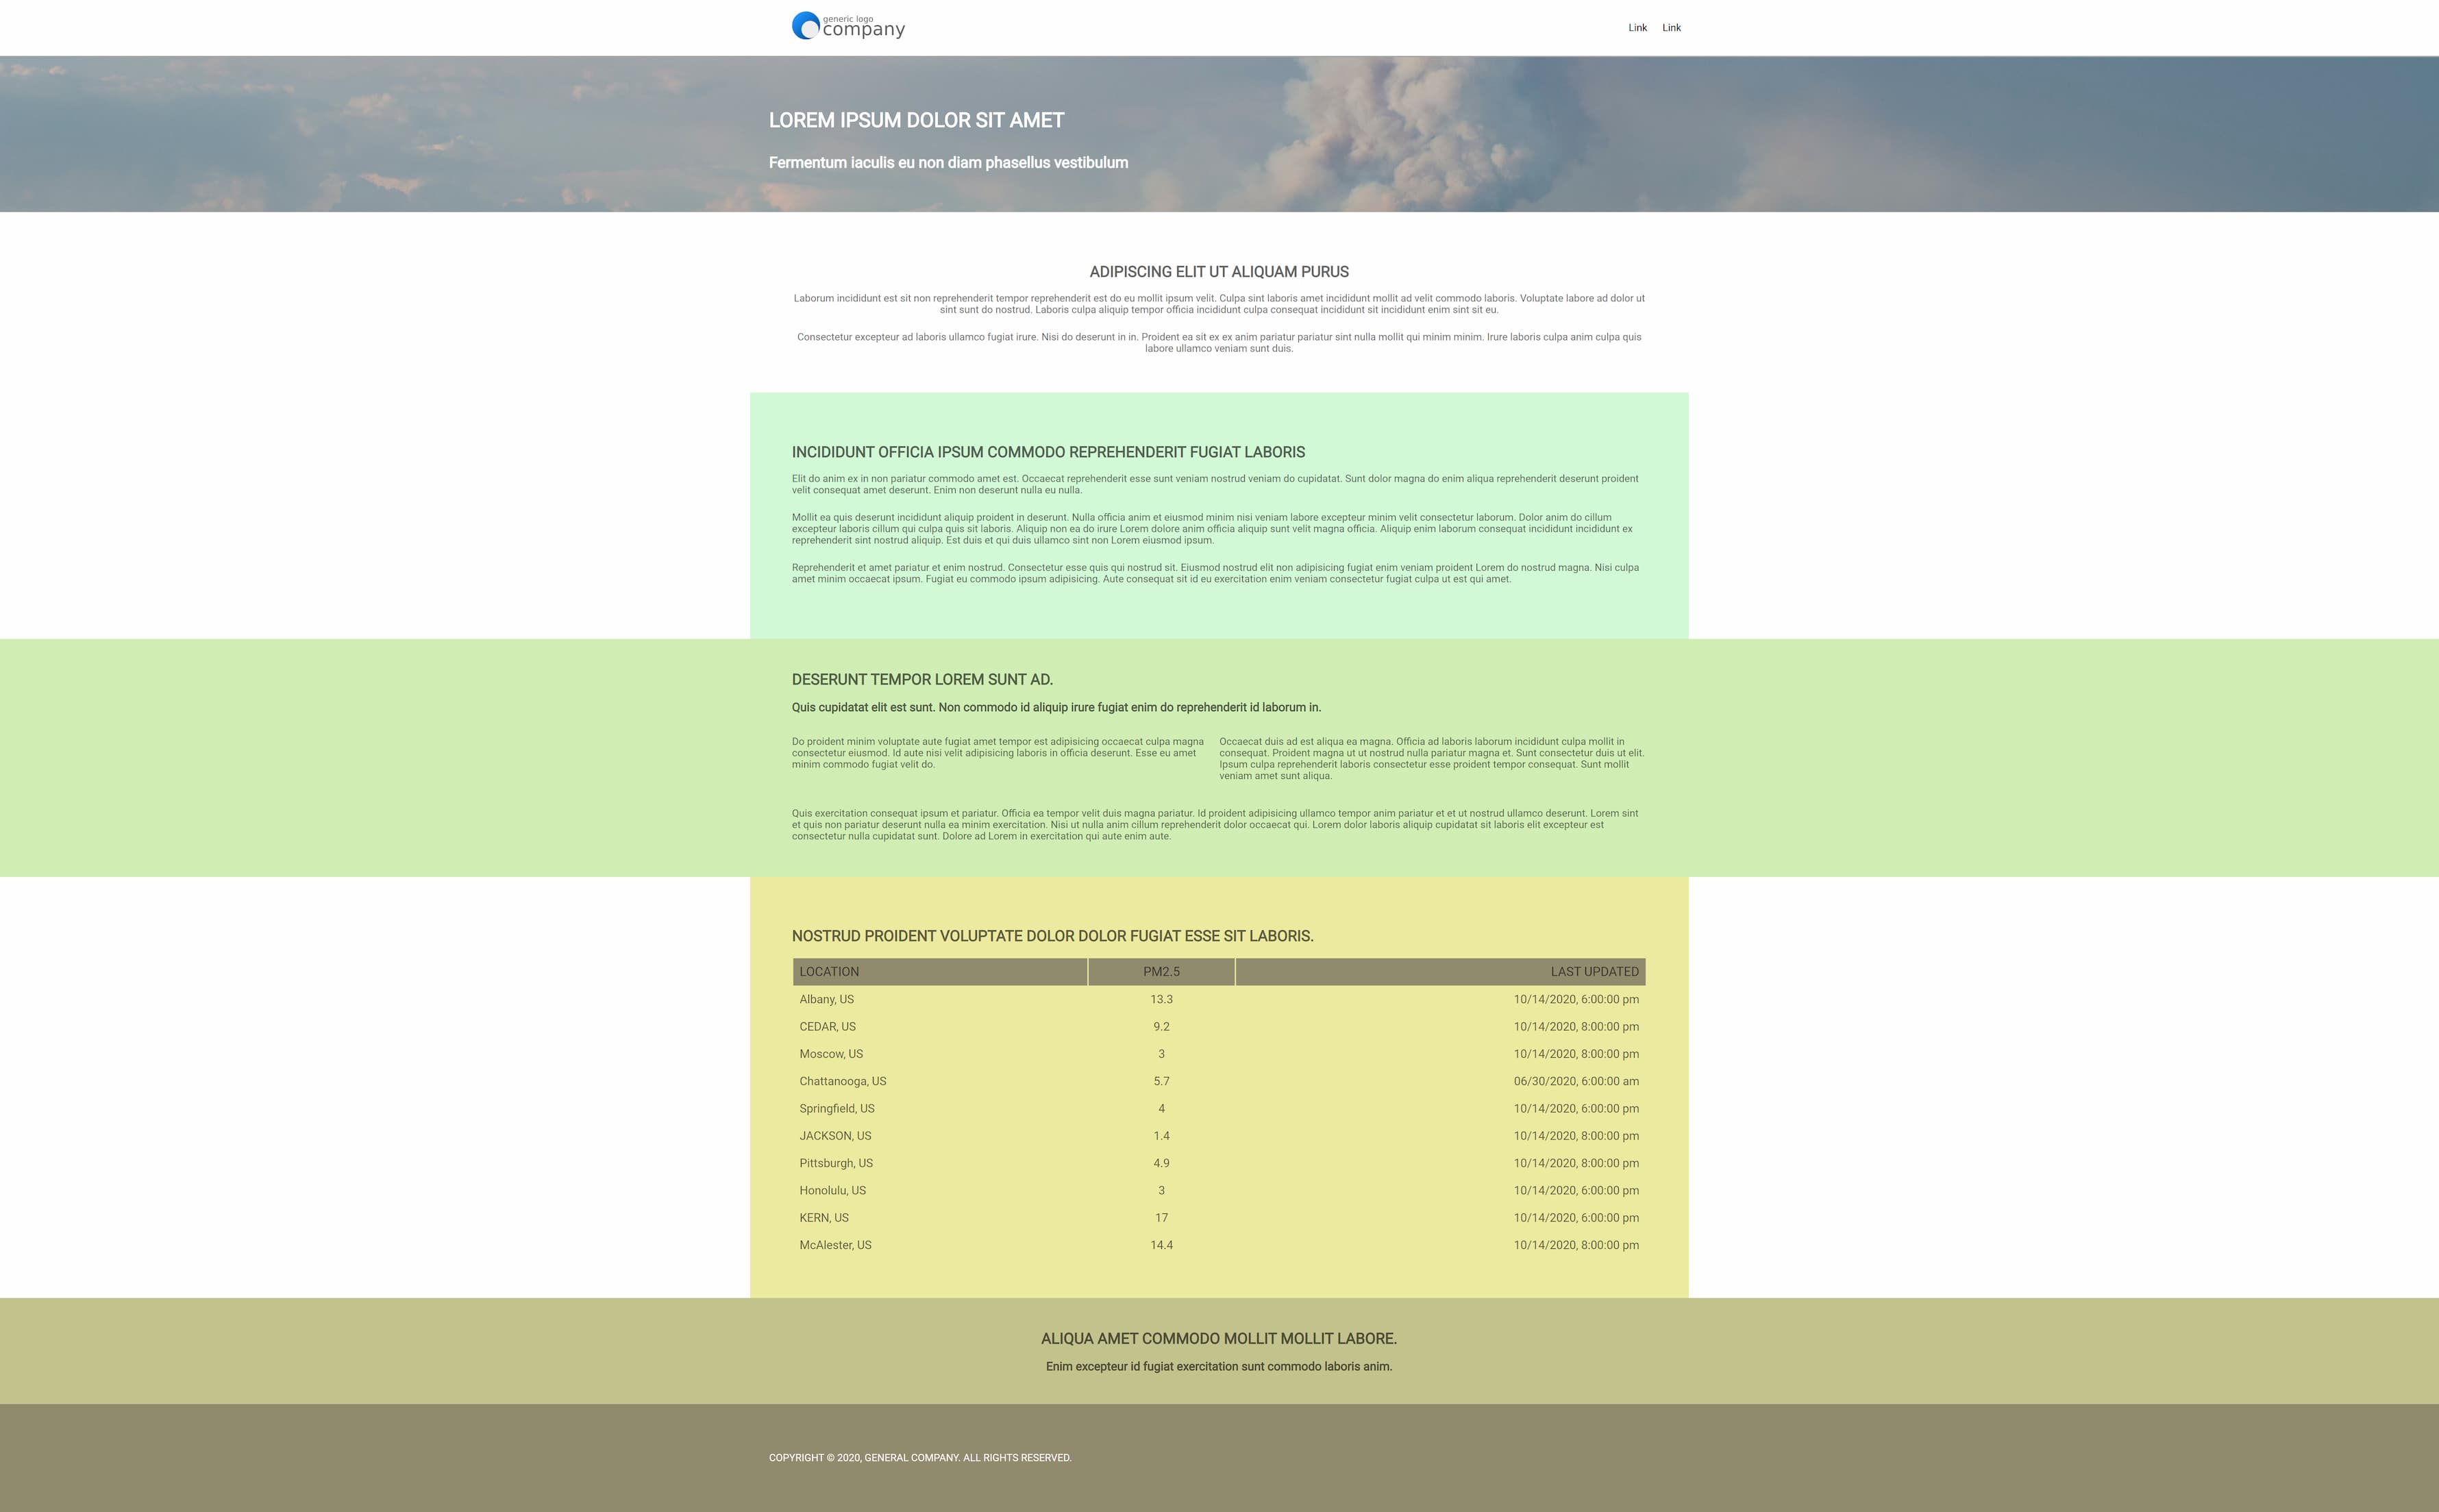 generic logo
company
Link Link
LOREM IPSUM DOLOR SIT AMET
Fermentum iaculis eu non diam phasellus vestibulum
ADIPISCING ELIT UT ALIQUAM PURUS
Laborum incididunt est sit non reprehenderit tempor reprehenderit est do eu mollit ipsum velit. Culpa sint laboris amet incididunt mollit ad velit commodo laboris. Voluptate labore ad dolor ut
sint sunt do nostrud. Laboris culpa aliquip tempor officia incididunt culpa consequat incididunt sit incididunt enim sint sit eu.
Consectetur excepteur ad laboris ullamco fugiat irure. Nisi do deserunt in in. Proident ea sit ex ex anim pariatur pariatur sint nulla mollit qui minim minim. Irure laboris culpa anim culpa quis
labore ullamco veniam sunt duis.
INCIDIDUNT OFFICIA IPSUM COMMODO REPREHENDERIT FUGIAT LABORIS
Elit do anim ex in non pariatur commodo amet est. Occaecat reprehenderit esse sunt veniam nostrud veniam do cupidatat. Sunt dolor magna do enim aliqua reprehenderit deserunt proident
velit consequat amet deserunt. Enim non deserunt nulla eu nulla.
Mollit ea quis deserunt incididunt aliquip proident in deserunt. Nulla officia anim et eiusmod minim nisi veniam labore excepteur minim velit consectetur laborum. Dolor anim do cillum
excepteur laboris cillum qui culpa quis sit laboris. Aliquip non ea do irure Lorem dolore anim officia aliquip sunt velit magna officia. Aliquip enim laborum consequat incididunt incididunt ex
reprehenderit sint nostrud aliquip. Est duis et qui duis ullamco sint non Lorem eiusmod ipsum.
Reprehenderit et amet pariatur et enim nostrud. Consectetur esse quis qui nostrud sit. Eiusmod nostrud elit non adipisicing fugiat enim veniam proident Lorem do nostrud magna. Nisi culpa
amet minim occaecat ipsum. Fugiat eu commodo ipsum adipisicing. Aute consequat sit id eu exercitation enim veniam consectetur fugiat culpa ut est qui amet.
DESERUNT TEMPOR LOREM SUNT AD.
Quis cupidatat elit est sunt. Non commodo id aliquip irure fugiat enim do reprehenderit id laborum in.
Do proident minim voluptate aute fugiat amet tempor est adipisicing occaecat culpa magna
consectetur eiusmod. Id aute nisi velit adipisicing laboris in officia deserunt. Esse eu amet
minim commodo fugiat velit do.
Occaecat duis ad est aliqua ea magna. Officia ad laboris laborum incididunt culpa mollit in
consequat. Proident magna ut ut nostrud nulla pariatur magna et. Sunt consectetur duis ut elit.
Ipsum culpa reprehenderit laboris consectetur esse proident tempor consequat. Sunt mollit
veniam amet sunt aliqua.
Quis exercitation consequat ipsum et pariatur. Officia ea tempor velit duis magna pariatur. Id proident adipisicing ullamco tempor anim pariatur et et ut nostrud ullamco deserunt. Lorem sint
et quis non pariatur deserunt nulla ea minim exercitation. Nisi ut nulla anim cillum reprehenderit dolor occaecat qui. Lorem dolor laboris aliquip cupidatat sit laboris elit excepteur est
consectetur nulla cupidatat sunt. Dolore ad Lorem in exercitation qui aute enim aute.
NOSTRUD PROIDENT VOLUPTATE DOLOR DOLOR FUGIAT ESSE SIT LABORIS.
LOCATION PM2.5 LAST UPDATED
Albany, US 13.3 10/14/2020, 6:00:00 pm
CEDAR, US 9.2 10/14/2020, 8:00:00 pm
Moscow, US 3 10/14/2020, 8:00:00 pm
Chattanooga, US 5.7 06/30/2020, 6:00:00 am
Springfield, US 4 10/14/2020, 6:00:00 pm
JACKSON, US 1.4 10/14/2020, 8:00:00 pm
Pittsburgh, US 4.9 10/14/2020, 8:00:00 pm
Honolulu, US 3 10/14/2020, 6:00:00 pm
KERN, US 17 10/14/2020, 6:00:00 pm
McAlester, US 14.4 10/14/2020, 8:00:00 pm
ALIQUA AMET COMMODO MOLLIT MOLLIT LABORE.
Enim excepteur id fugiat exercitation sunt commodo laboris anim.
COPYRIGHT © 2020, GENERAL COMPANY. ALL RIGHTS RESERVED.